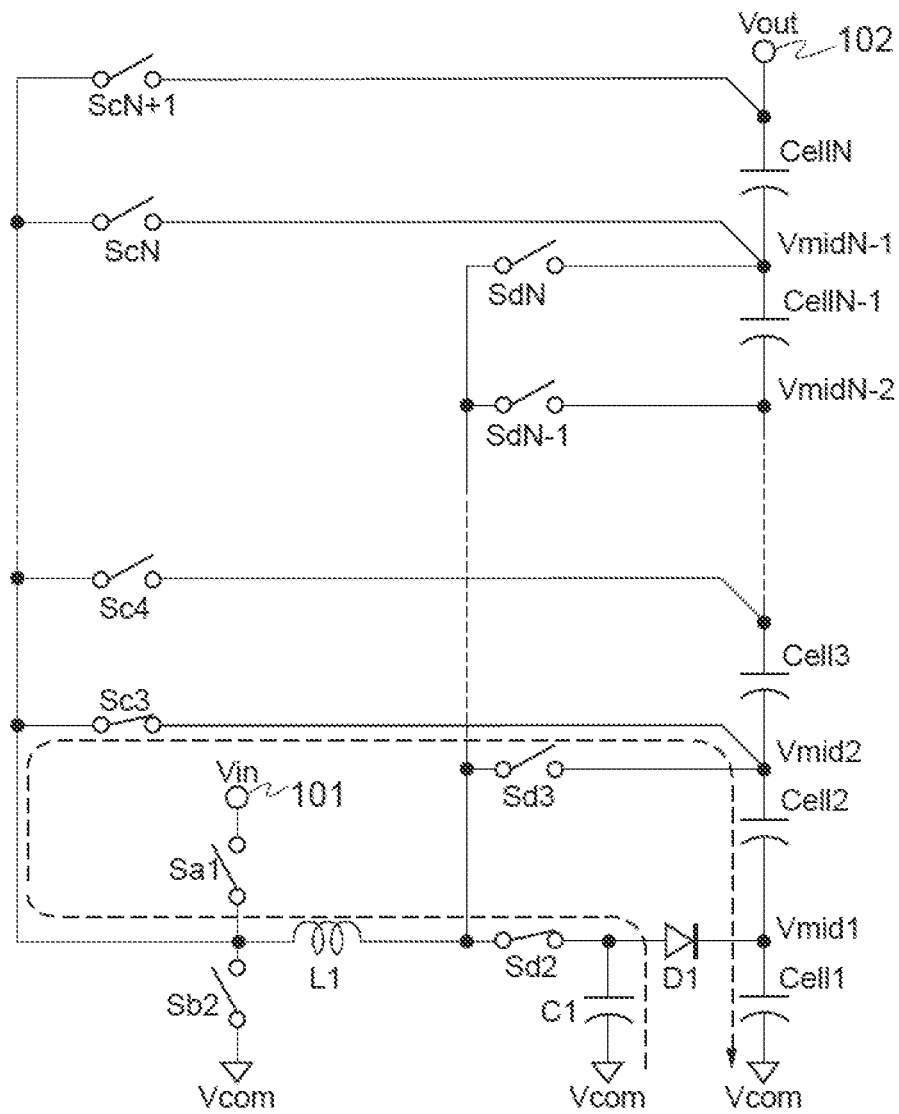 Vout
102
ScN+1
CellN
ScN
VmidN-1
SdN
CellN-1
VmidN-2
SdN-1
Sc4
Cell3
Sc3
Vmid2
Vin
101
Sd3
Cell2
Sa1
Vmid1
L1
Sd2
D1
Cell1
Sb2
C1
Vcom
Vcom
Vcom